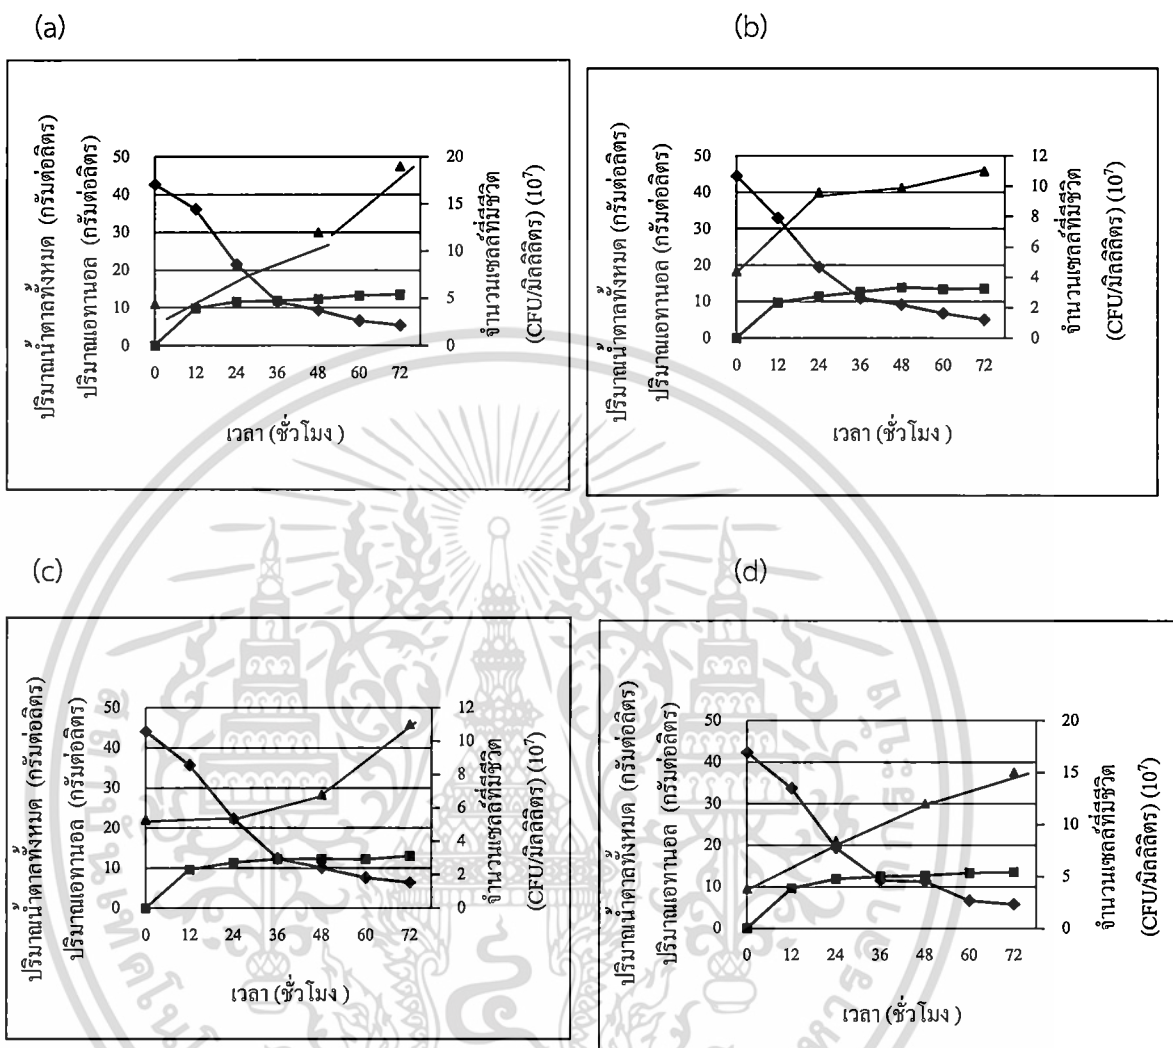 (a)
ปริมาณน้ำตาลทั้งหมด (กรัมต่อลิตร)
ปริมาณเอทานอล (กรัมต่อลิตร)
50
40
30
20
10
0
20
15
10
5
0
จำนวนเซลล์ที่มีชีวิต
(CFU/มิลลิลิตร) (10⁷)
0 12 24 36 48 60 72
เวลา (ชั่วโมง )
(b)
ปริมาณน้ำตาลทั้งหมด (กรัมต่อลิตร)
ปริมาณเอทานอล (กรัมต่อลิตร)
50
40
30
20
10
0
12
10
8
6
4
2
0
จำนวนเซลล์ที่มีชีวิต
((CFU/มิลลิลิตร) (10⁷)
0 12 24 36 48 60 72
เวลา (ชั่วโมง )
(c)
ปริมาณน้ำตาลทั้งหมด (กรัมต่อลิตร)
ปริมาณเอทานอล (กรัมต่อลิตร)
50
40
30
20
10
0
12
10
8
6
4
2
0
จำนวนเซลล์ที่มีชีวิต
((CFU/มิลลิลิตร) (10⁷)
0 12 24 36 48 60 72
เวลา (ชั่วโมง )
(d)
ปริมาณน้ำตาลทั้งหมด (กรัมต่อลิตร)
ปริมาณเอทานอล (กรัมต่อลิตร)
50
40
30
20
10
0
20
15
10
5
0
จำนวนเซลล์ที่มีชีวิต
((CFU/มิลลิลิตร) (10⁷)
0 12 24 36 48 60 72
เวลา (ชั่วโมง )